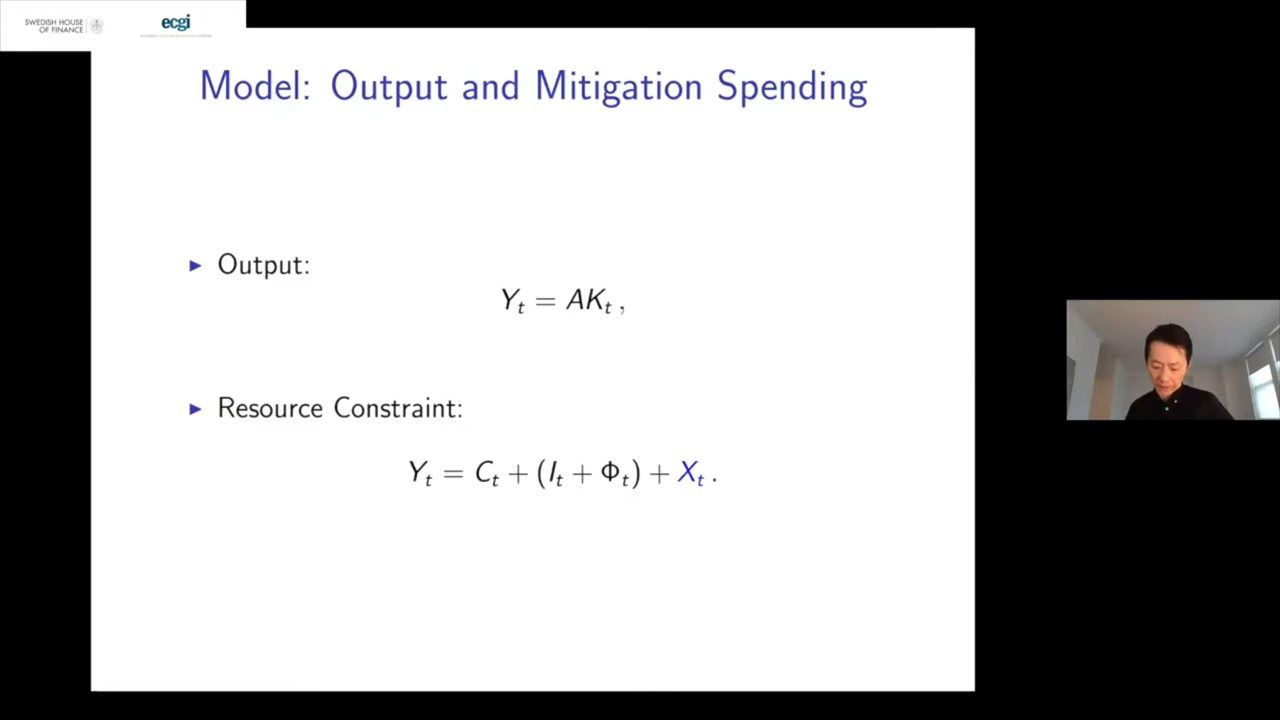 SWEDISH HOUSE
OF FINANCE
ecgi
Model: Output and Mitigation Spending
▶ Output:
Yₜ = AKₜ ,
▶ Resource Constraint:
Yₜ = Cₜ + (Iₜ + Φₜ) + Xₜ .